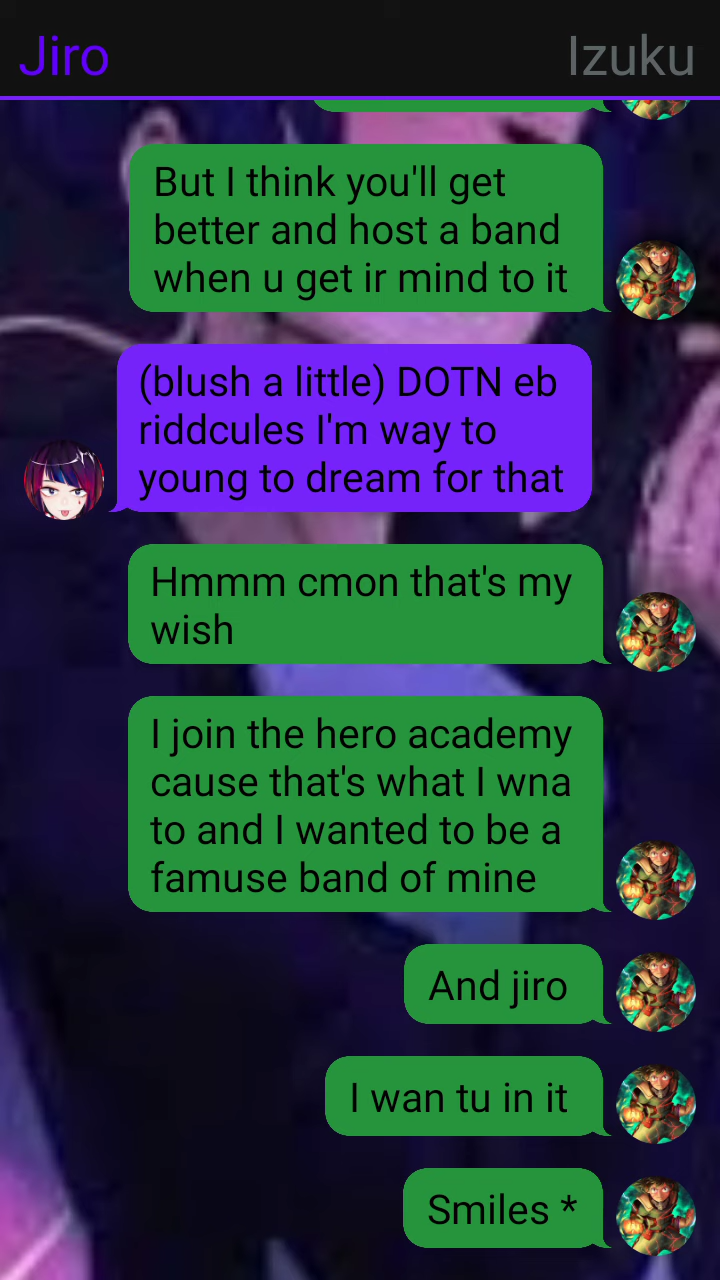 Jiro
Izuku
But I think you'll get
better and host a band
when u get ir mind to it
(blush a little) DOTN eb
riddcules I'm way to
young to dream for that
Hmmm cmon that's my
wish
I join the hero academy
cause that's what I wna
to and I wanted to be a
famuse band of mine
And jiro
I wan tu in it
Smiles *